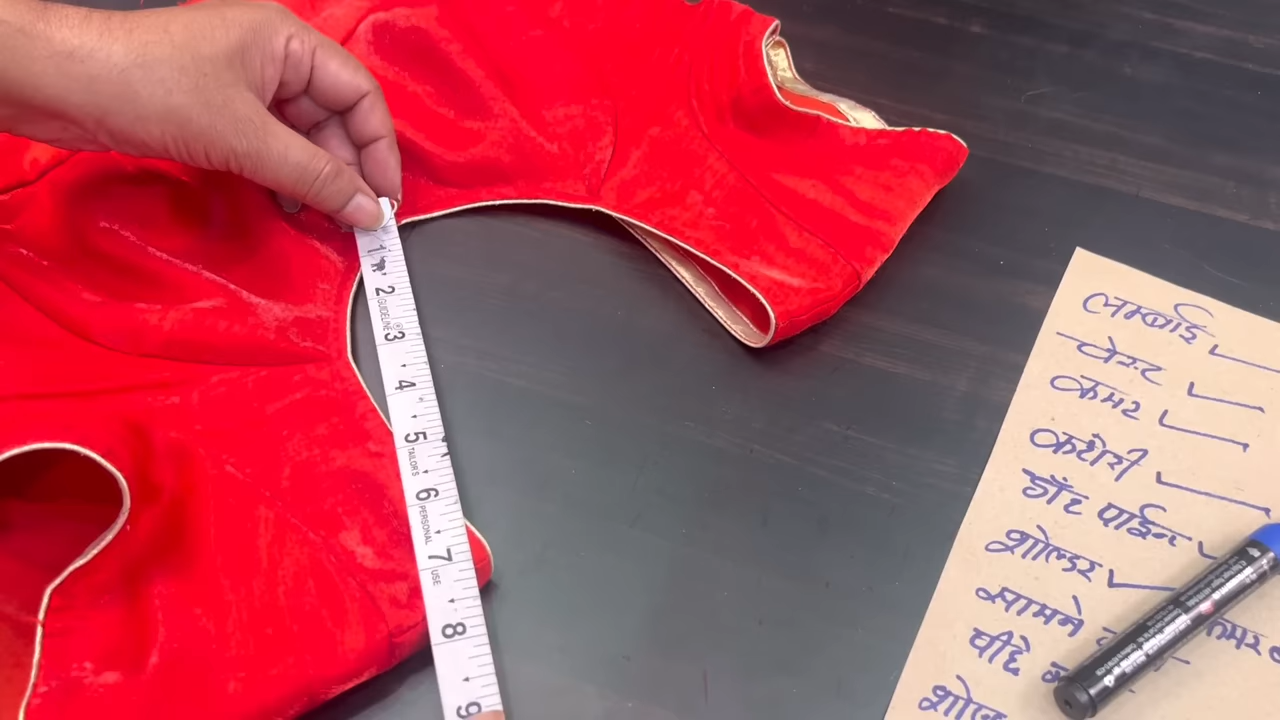 1
2
GUIDELINE
3
4
5
TAILOR'S
6
PERSONAL
7
USE
8
9
लम्बाई
चेस्ट
कमर
कटोरी
डॉट पाईन
शोल्डर
सामने
पीछे